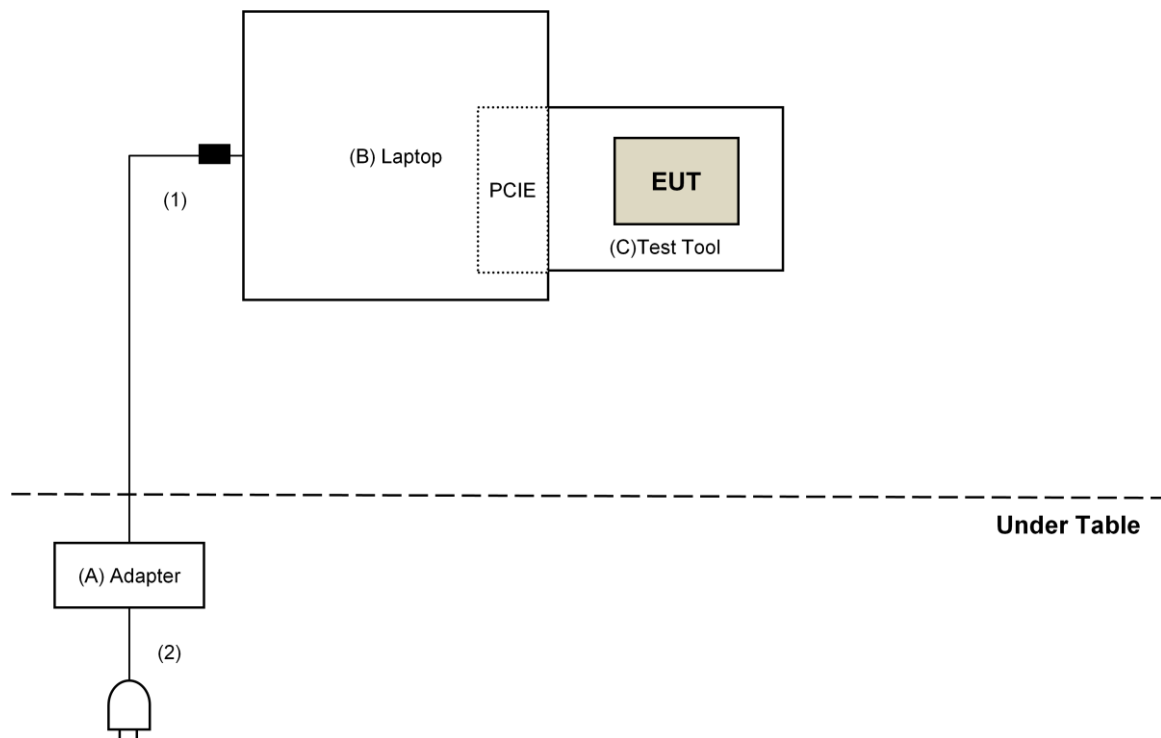 (B) Laptop
(1)
PCIE
EUT
(C)Test Tool
Under Table
(A) Adapter
(2)